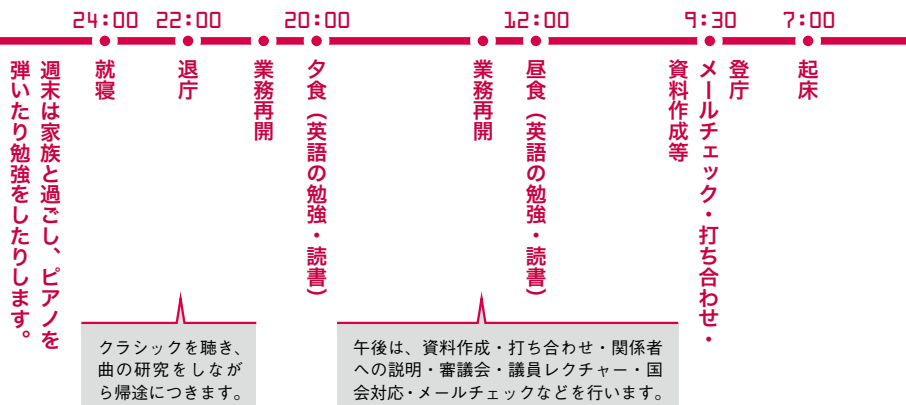 7:00
起床
9:30
登庁
メールチェック・打ち合わせ・
資料作成等
12:00
昼食（英語の勉強・読書）
業務再開
午後は、資料作成・打ち合わせ・関係者
への説明・審議会・議員レクチャー・国
会対応・メールチェックなどを行います。
20:00
夕食（英語の勉強・読書）
業務再開
22:00
退庁
クラシックを聴き、
曲の研究をしなが
ら帰途につきます。
24:00
就寝
週末は家族と過ごし、ピアノを
弾いたり勉強をしたりします。